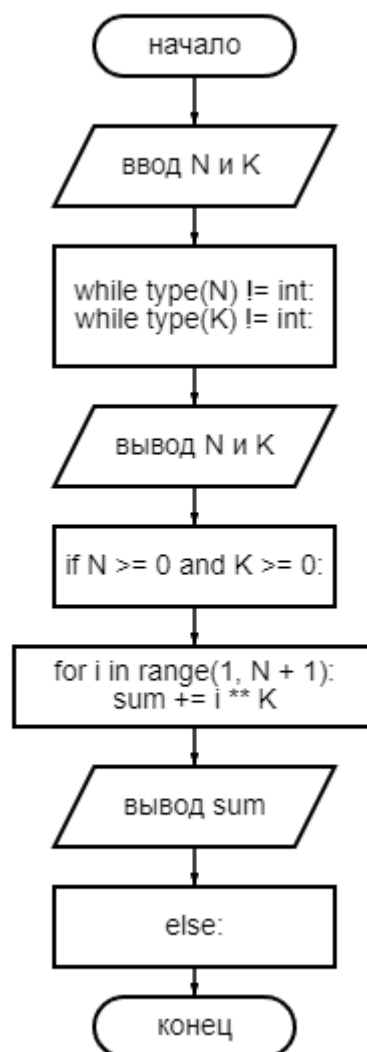 начало
ввод N и K
while type(N) != int:
while type(K) != int:
вывод N и K
if N >= 0 and K >= 0:
for i in range(1, N + 1):
sum += i ** K
вывод sum
else:
конец